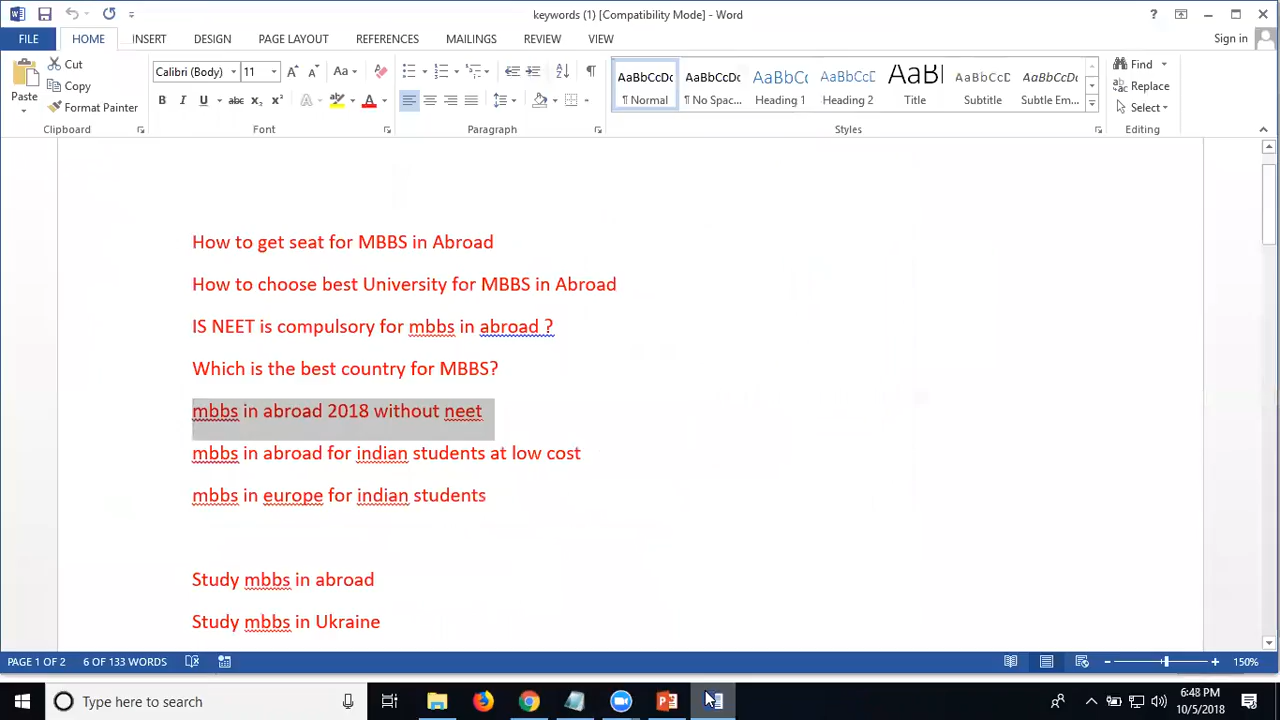 keywords (1) [Compatibility Mode] - Word
FILE HOME INSERT DESIGN PAGE LAYOUT REFERENCES MAILINGS REVIEW VIEW
Sign in
Paste
Cut
Copy
Format Painter
Clipboard
Calibri (Body) 11
Font
Paragraph
AaBbCcDc AaBbCcDc AaBbCc AaBbCcD AaBl AaBbCcD AaBbCcDc
¶ Normal ¶ No Spac... Heading Heading 2 Title Subtitle Subtle Em...
Styles
Find
Replace
Select
Editing
How to get seat for MBBS in Abroad
How to choose best University for MBBS in Abroad
IS NEET is compulsory for mbbs in abroad ?
Which is the best country for MBBS?
mbbs in abroad 2018 without neet
mbbs in abroad for indian students at low cost
mbbs in europe for indian students
Study mbbs in abroad
Study mbbs in Ukraine
PAGE 1 OF 2 6 OF 133 WORDS 150%
Type here to search
6:48 PM
10/5/2018